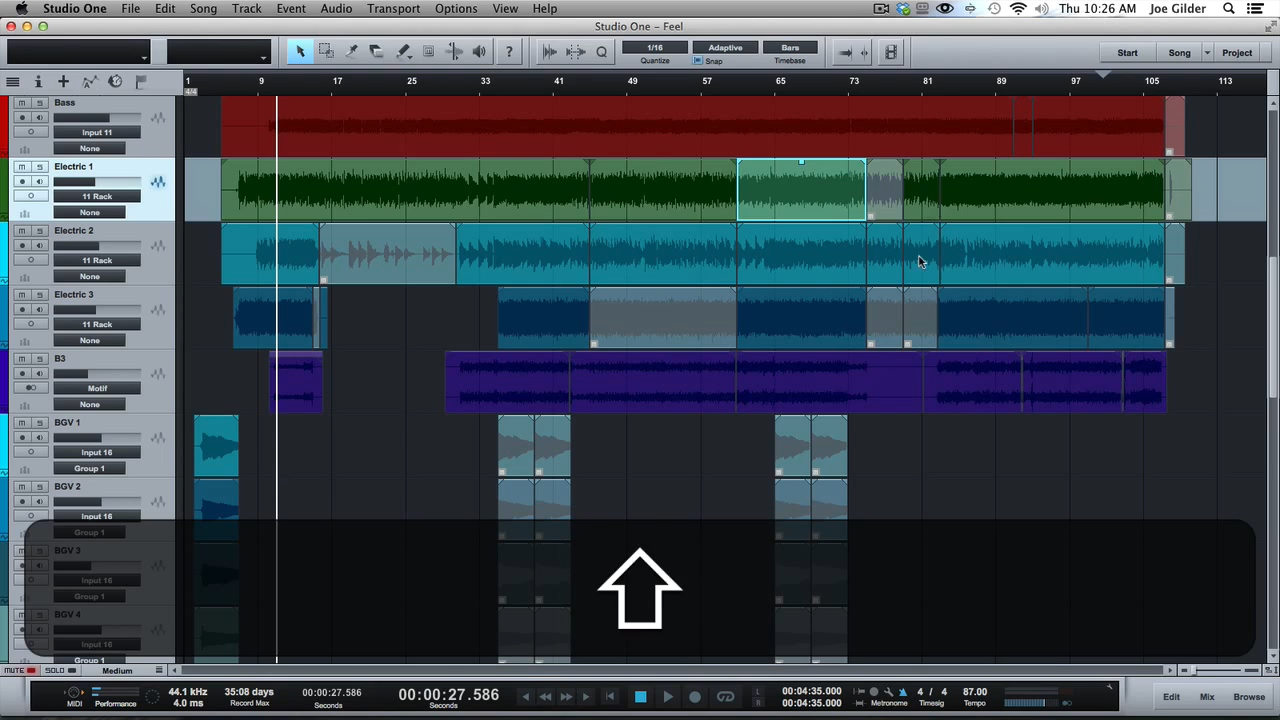 Studio One File Edit Song Track Event Audio Transport Options View Help Thu 10:26 AM Joe Gilder
Studio One – Feel
1/16 Adaptive Bars
Quantize Snap Timebase
Start Song Project
1 9 17 25 33 41 49 57 65 73 81 89 97 105 113
4/4
Bass m s
Input 11
None
Electric 1 m s
11 Rack
None
Electric 2 m s
11 Rack
None
Electric 3 m s
11 Rack
None
B3 m s
Motif
None
BGV 1 m s
Input 16
Group 1
BGV 2 m s
Input 16
Group 1
BGV 3 m s
Input 16
Group 1
BGV 4 m s
Input 16
Group 1
MUTE SOLO Medium
MIDI Performance 44.1 kHz 4.0 ms 35:08 days Record Max 00:00:27.586 Seconds 00:00:27.586 Seconds L R 00:04:35.000 00:04:35.000 Metronome 4 / 4 Timesig 87.00 Tempo Edit Mix Browse